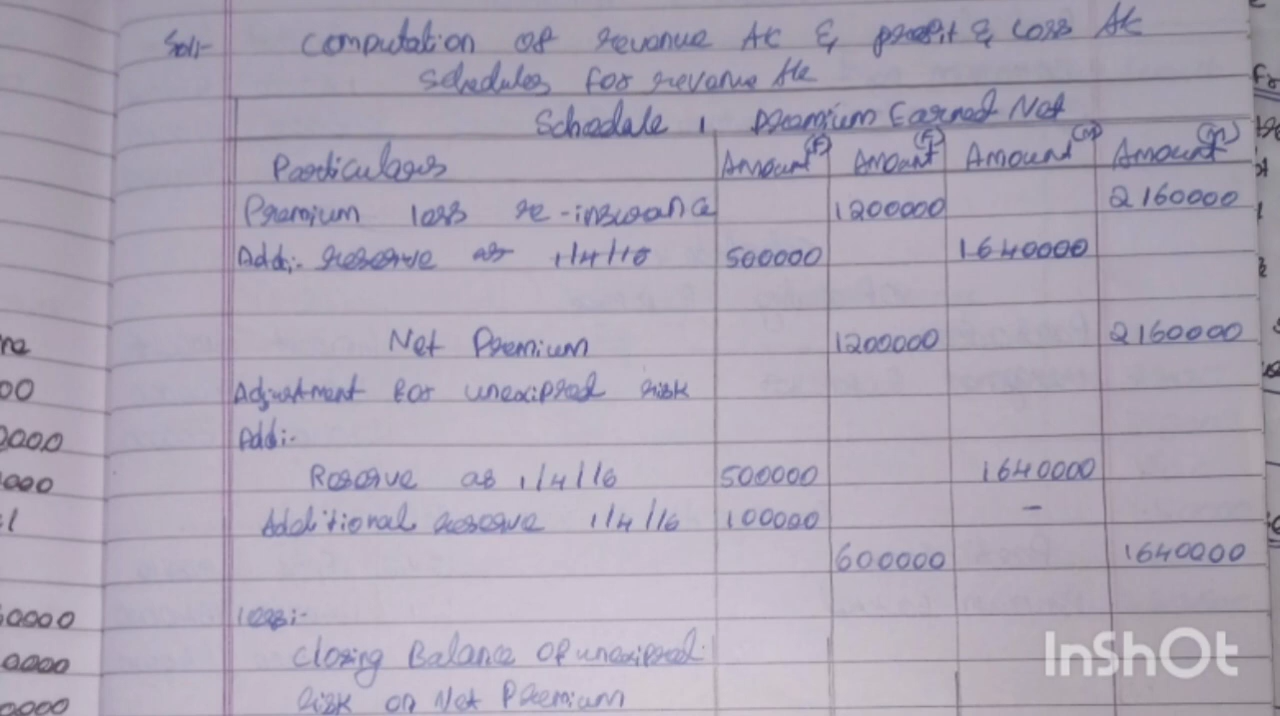 Sol:- Computation of revenue A/c & profit & Loss A/c
Schedules for revenue A/c
Schedule 1 Premium Earned Net
Particulars Amount (F) Amount (F) Amount (M) Amount (M)
Premium less re-insurance 1200000 2160000
Add:- reserve as 1/4/16 500000 1640000
Net Premium 1200000 2160000
Adjustment for unexipred risk
Add:-
Reserve as 1/4/16 500000 1640000
Additional reserve 1/4/16 100000 -
600000 1640000
less:-
Closing Balance Of unexipred
risk on Net Premium
InShOt